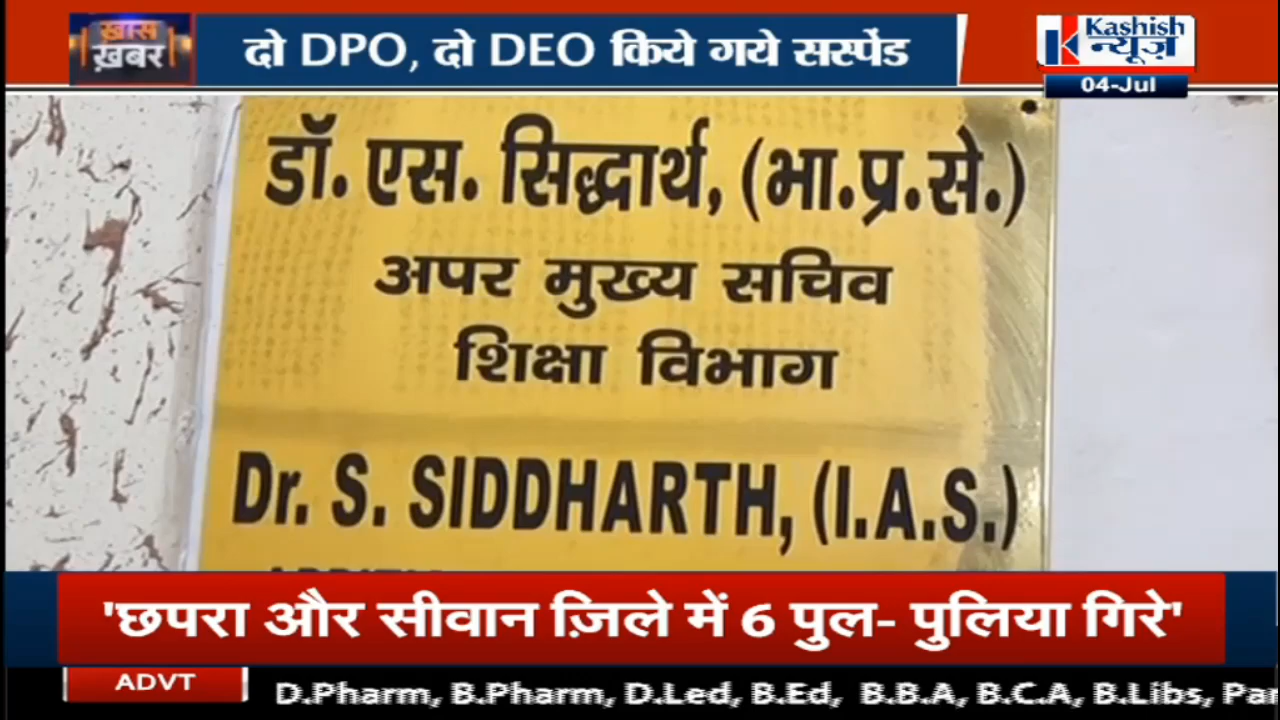 ख़ास
ख़बर
दो DPO, दो DEO किये गये सस्पेंड
Kashish
न्यूज़
04-Jul
डॉ. एस. सिद्धार्थ, (भा.प्र.से.)
अपर मुख्य सचिव
शिक्षा विभाग
Dr. S. SIDDHARTH, (I.A.S.)
'छपरा और सीवान ज़िले में 6 पुल- पुलिया गिरे'
ADVT
D.Pharm, B.Pharm, D.Led, B.Ed, B.B.A, B.C.A, B.Libs,